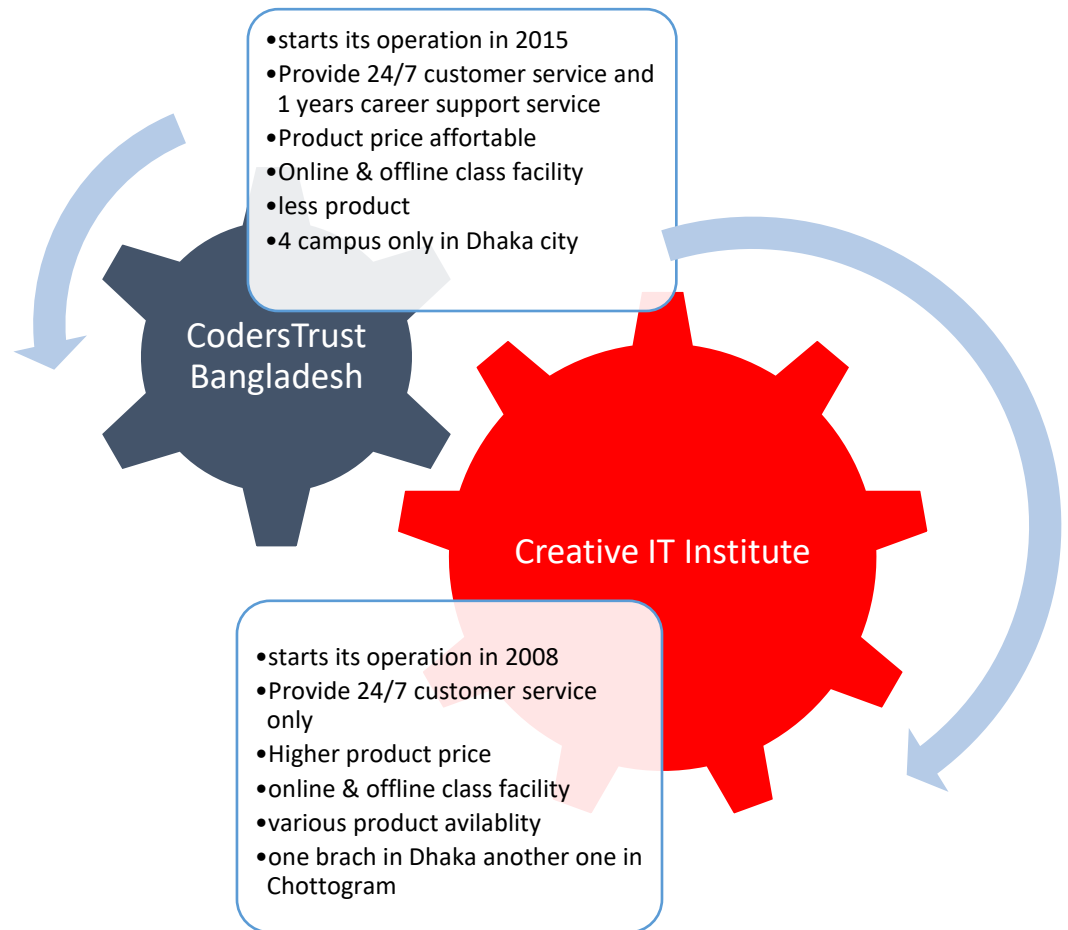 •starts its operation in 2015
•Provide 24/7 customer service and
1 years career support service
•Product price affortable
•Online & offline class facility
•less product
•4 campus only in Dhaka city
CodersTrust
Bangladesh
Creative IT Institute
•starts its operation in 2008
•Provide 24/7 customer service
only
•Higher product price
•online & offline class facility
•various product avilablity
•one brach in Dhaka another one in
Chottogram